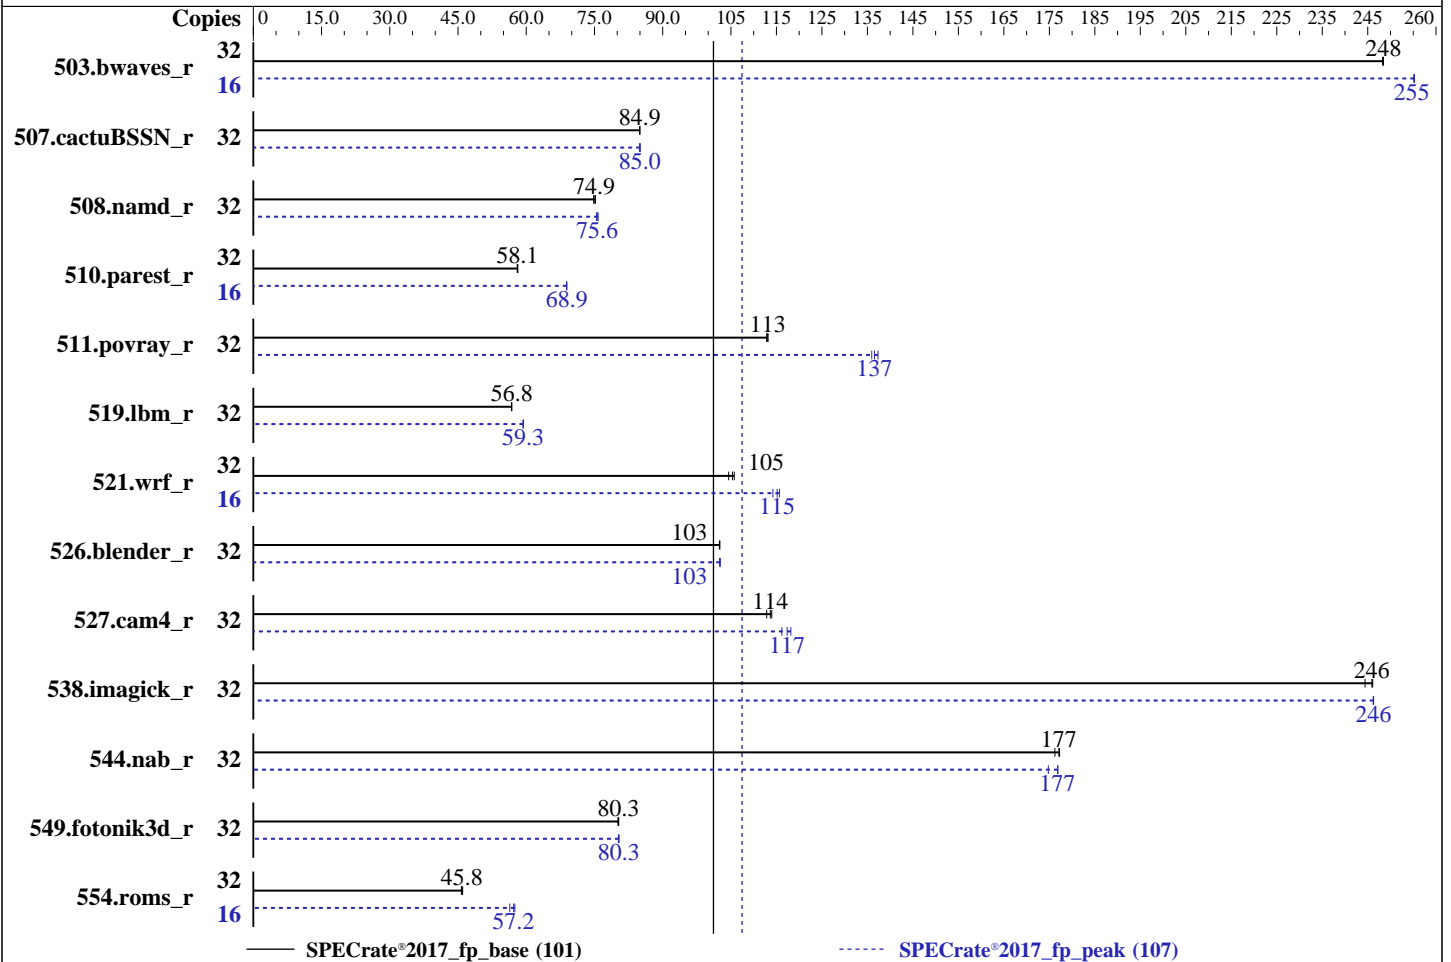 Copies 0 15.0 30.0 45.0 60.0 75.0 90.0 105 115 125 135 145 155 165 175 185 195 205 215 225 235 245 260
503.bwaves_r 32 248
16 255
507.cactuBSSN_r 32 84.9
85.0
508.namd_r 32 74.9
75.6
510.parest_r 32 58.1
16 68.9
511.povray_r 32 113
137
519.lbm_r 32 56.8
59.3
521.wrf_r 32 105
16 115
526.blender_r 32 103
103
527.cam4_r 32 114
117
538.imagick_r 32 246
246
544.nab_r 32 177
177
549.fotonik3d_r 32 80.3
80.3
554.roms_r 32 45.8
16 57.2
SPECrate®2017_fp_base (101) SPECrate®2017_fp_peak (107)